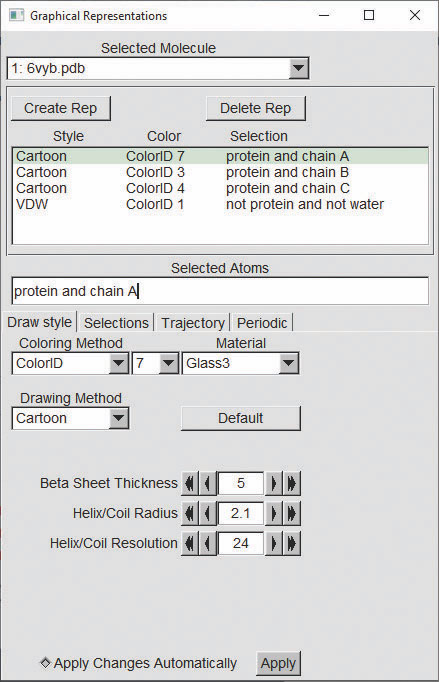 Graphical Representations
Selected Molecule
1: 6vyb.pdb
Create Rep Delete Rep
Style Color Selection
Cartoon ColorID 7 protein and chain A
Cartoon ColorID 3 protein and chain B
Cartoon ColorID 4 protein and chain C
VDW ColorID 1 not protein and not water
Selected Atoms
protein and chain A
Draw style Selections Trajectory Periodic
Coloring Method Material
ColorID 7 Glass3
Drawing Method
Cartoon Default
Beta Sheet Thickness 5
Helix/Coil Radius 2.1
Helix/Coil Resolution 24
Apply Changes Automatically Apply